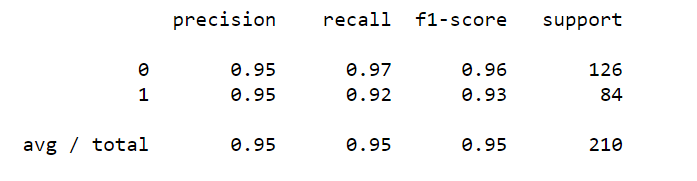 precision recall f1-score support
0 0.95 0.97 0.96 126
1 0.95 0.92 0.93 84
avg / total 0.95 0.95 0.95 210